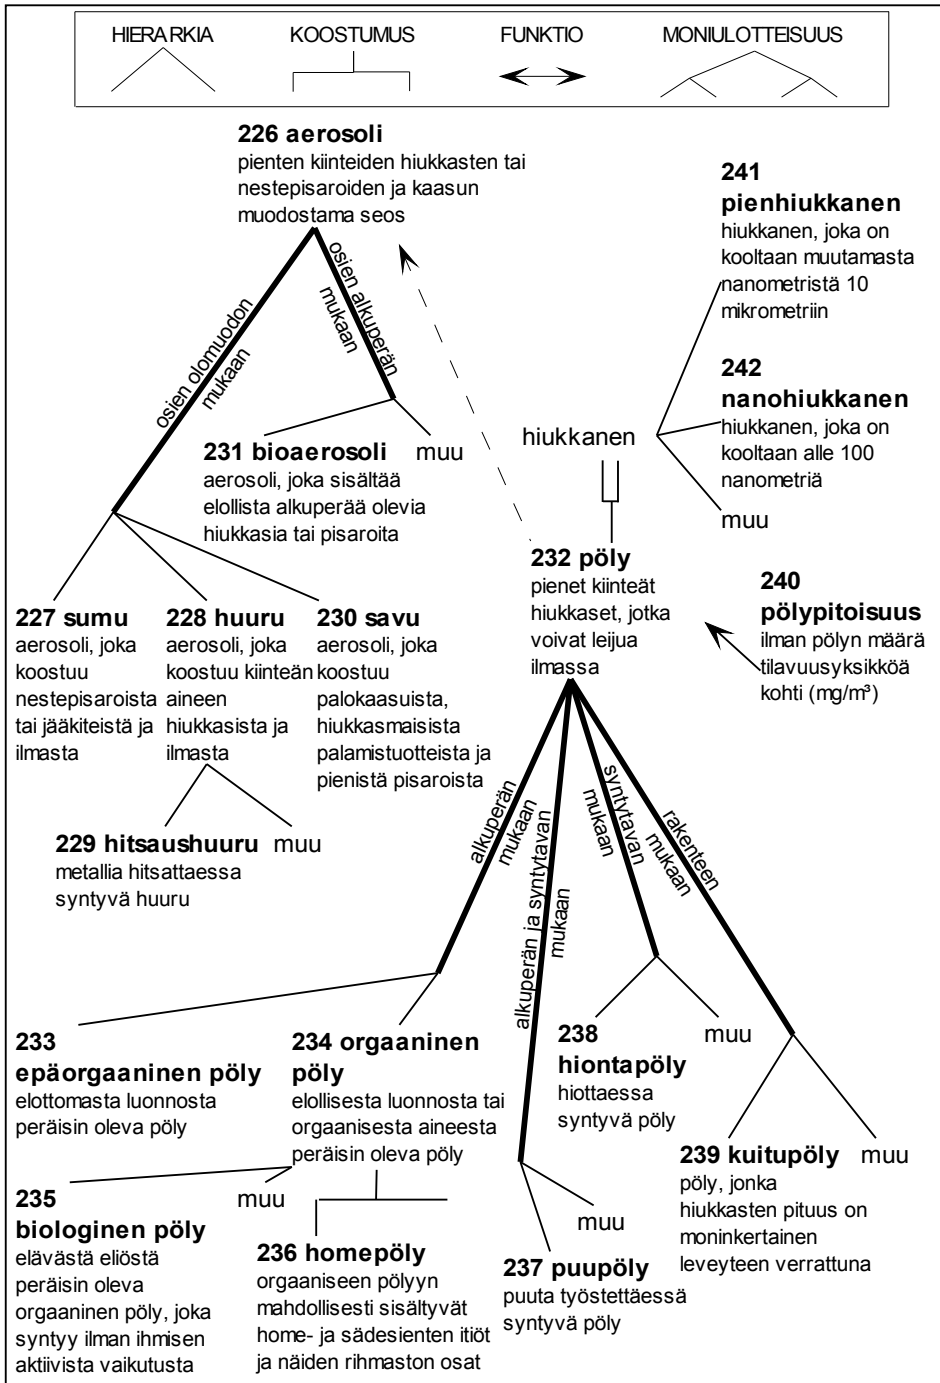 HIERARKIA
KOOSTUMUS
FUNKTIO
MONIULOTTEISUUS
226 aerosoli
pienten kiinteiden hiukkasten tai
nestepisaroiden ja kaasun
muodostama seos
osien olomuodon
mukaan
osien alkuperän
mukaan
231 bioaerosoli
aerosoli, joka sisältää
elollista alkuperää olevia
hiukkasia tai pisaroita
muu
227 sumu
aerosoli, joka
koostuu
nestepisaroista
tai jääkiteistä ja
ilmasta
228 huuru
aerosoli, joka
koostuu kiinteän
aineen
hiukkasista ja
ilmasta
230 savu
aerosoli, joka
koostuu
palokaasuista,
hiukkasmaisista
palamistuotteista ja
pienistä pisaroista
229 hitsaushuuru
metallia hitsattaessa
syntyvä huuru
muu
241
pienhiukkanen
hiukkanen, joka on
kooltaan muutamasta
nanometristä 10
mikrometriin
242
nanohiukkanen
hiukkanen, joka on
kooltaan alle 100
nanometriä
muu
hiukkanen
232 pöly
pienet kiinteät
hiukkaset, jotka
voivat leijua
ilmassa
240
pölypitoisuus
ilman pölyn määrä
tilavuusyksikköä
kohti (mg/m³)
alkuperän
mukaan
alkuperän ja syntytavan
mukaan
syntytavan
mukaan
rakenteen
mukaan
233
epäorgaaninen pöly
elottomasta luonnosta
peräisin oleva pöly
234 orgaaninen
pöly
elollisesta luonnosta tai
orgaanisesta aineesta
peräisin oleva pöly
235
biologinen pöly
elävästä eliöstä
peräisin oleva
orgaaninen pöly, joka
syntyy ilman ihmisen
aktiivista vaikutusta
muu
236 homepöly
orgaaniseen pölyyn
mahdollisesti sisältyvät
home- ja sädesienten itiöt
ja näiden rihmaston osat
237 puupöly
puuta työstettäessä
syntyvä pöly
muu
238
hiontapöly
hiottaessa
syntyvä pöly
muu
239 kuitupöly
pöly, jonka
hiukkasten pituus on
moninkertainen
leveyteen verrattuna
muu